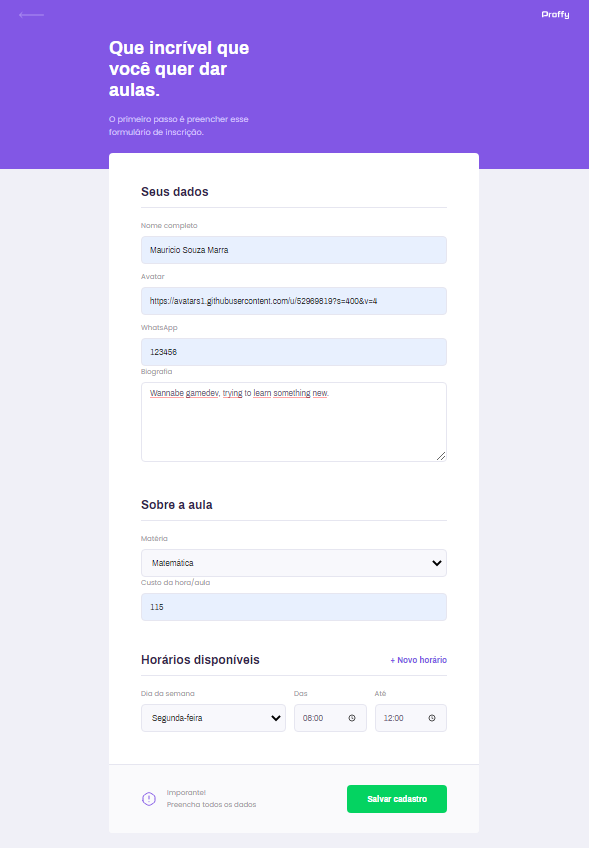 Proffy
Que incrível que
você quer dar
aulas.
O primeiro passo é preencher esse
formulário de inscrição.
Seus dados
Nome completo
Mauricio Souza Marra
Avatar
https://avatars1.githubusercontent.com/u/52969819?s=400&v=4
WhatsApp
123456
Biografia
Wannabe gamedev, trying to learn something new.
Sobre a aula
Matéria
Matemática
Custo da hora/aula
115
Horários disponíveis
+ Novo horário
Dia da semana Das Até
Segunda-feira 08:00 12:00
Imporante!
Preencha todos os dados
Salvar cadastro